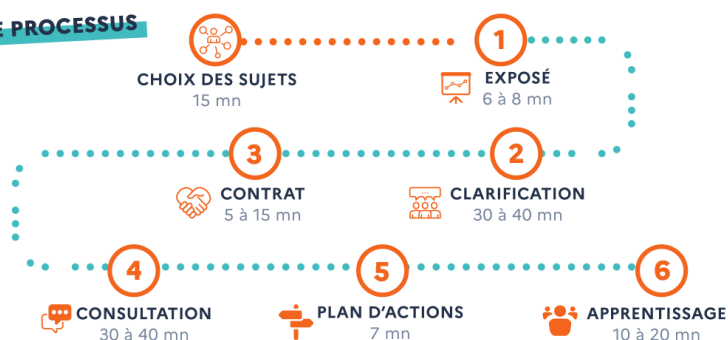 E PROCESSUS
CHOIX DES SUJETS
15 mn
1
EXPOSÉ
6 à 8 mn
2
CLARIFICATION
30 à 40 mn
3
CONTRAT
5 à 15 mn
4
CONSULTATION
30 à 40 mn
5
PLAN D'ACTIONS
7 mn
6
APPRENTISSAGE
10 à 20 mn